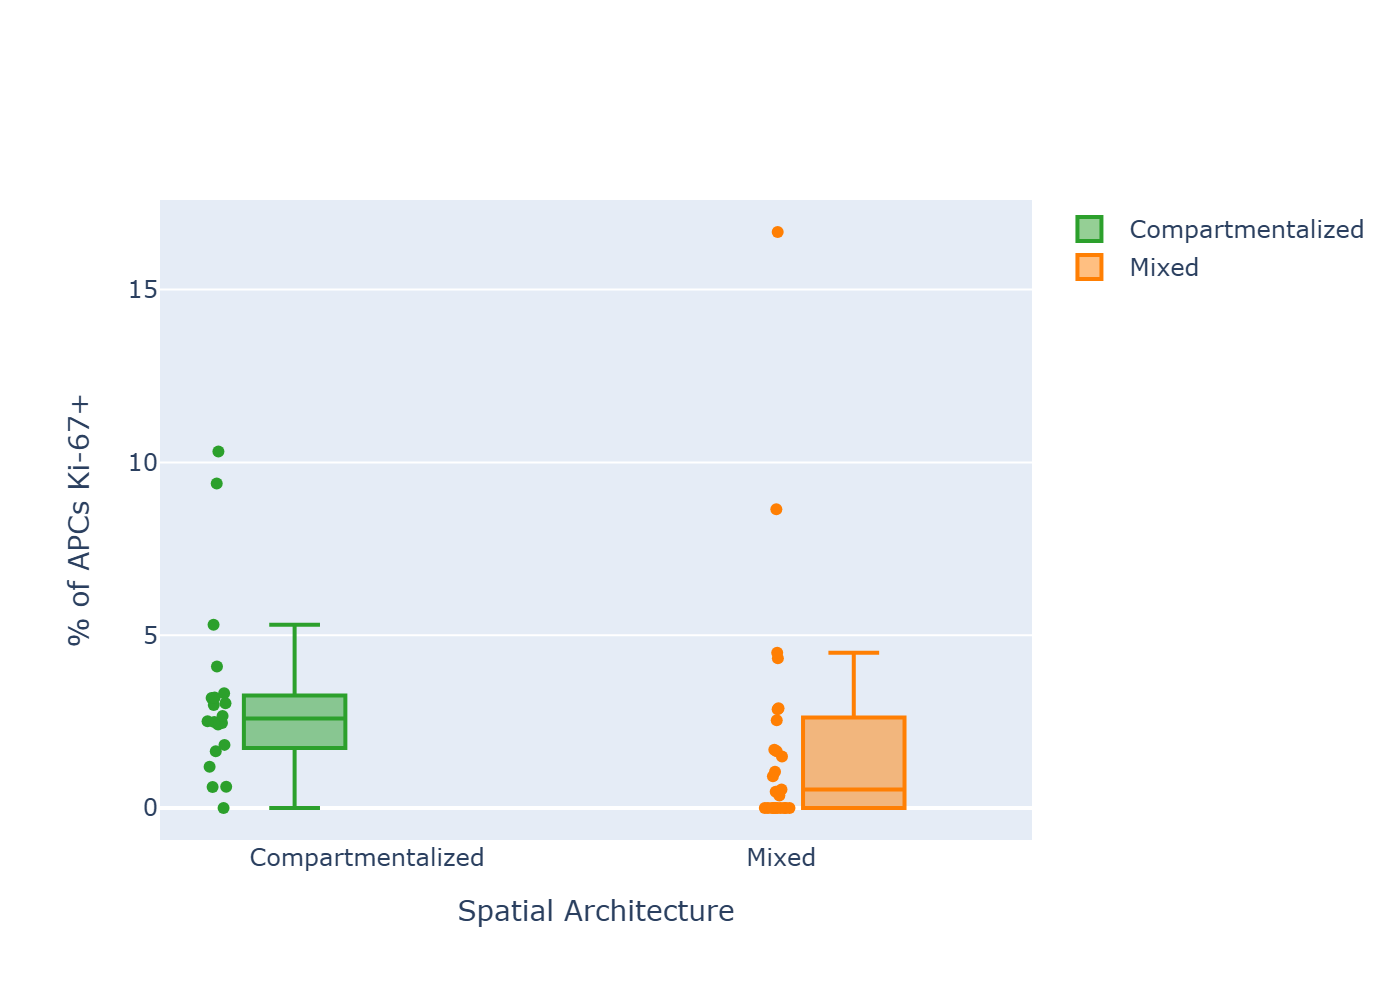 Compartmentalized
Mixed
15
10
5
0
% of APCs Ki-67+
Compartmentalized
Mixed
Spatial Architecture